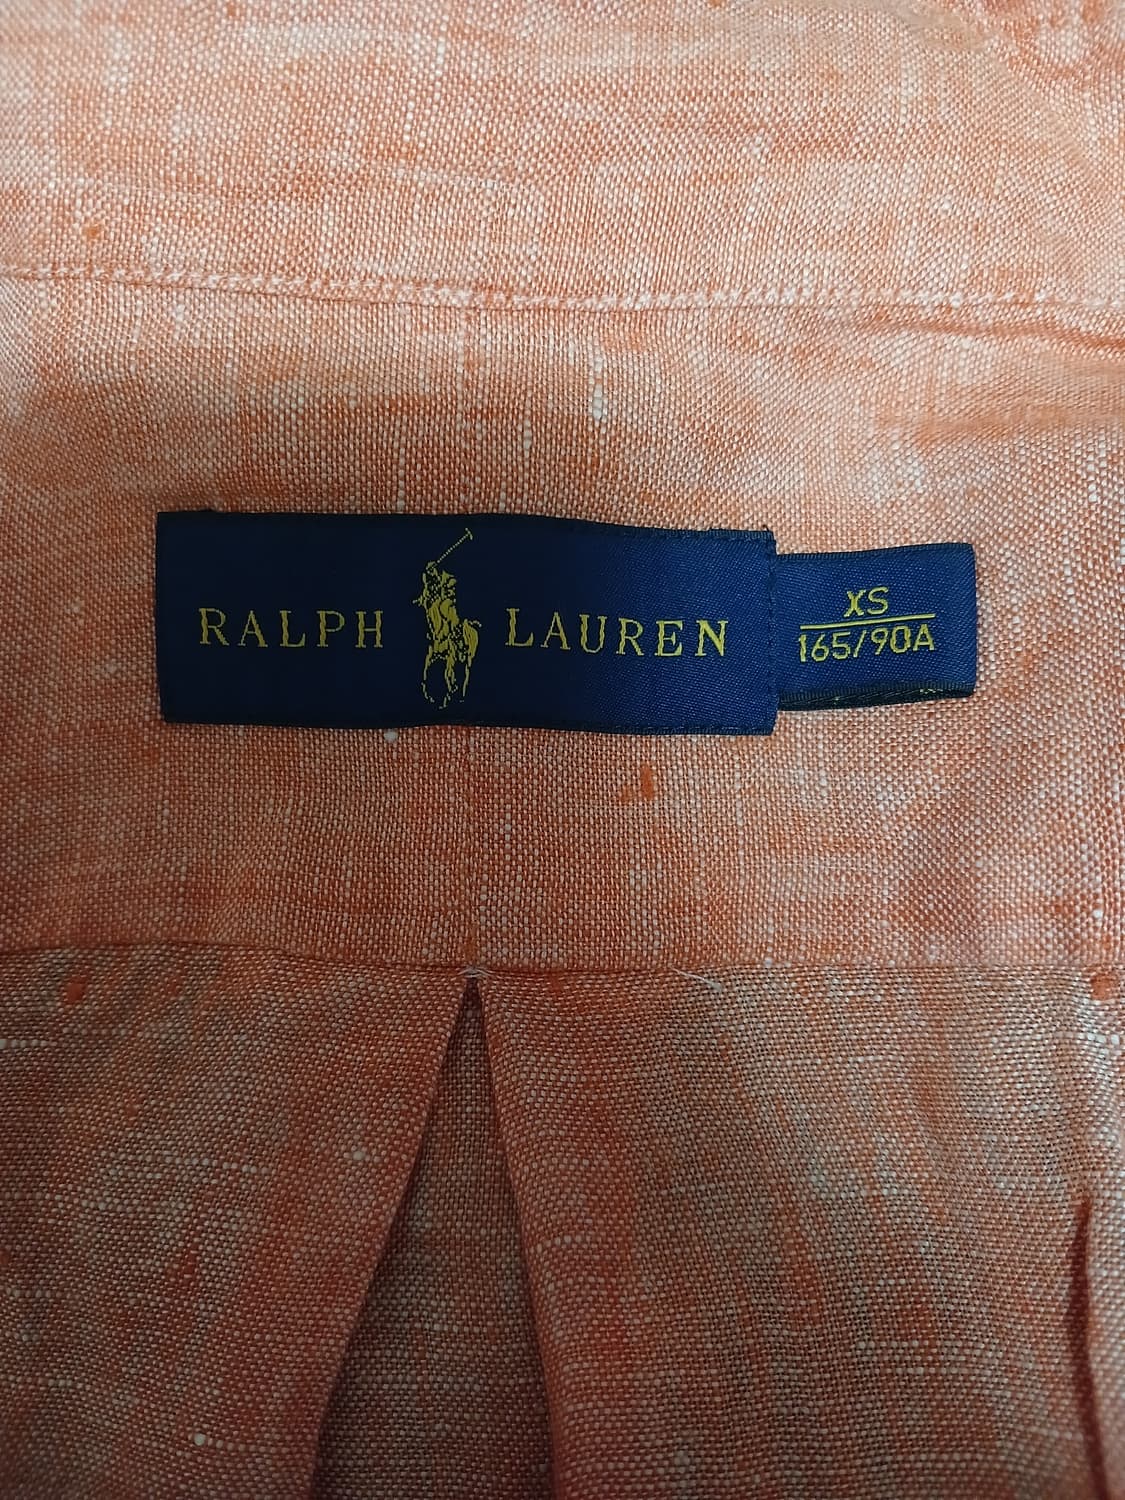 RALPH LAUREN
XS
165/90A